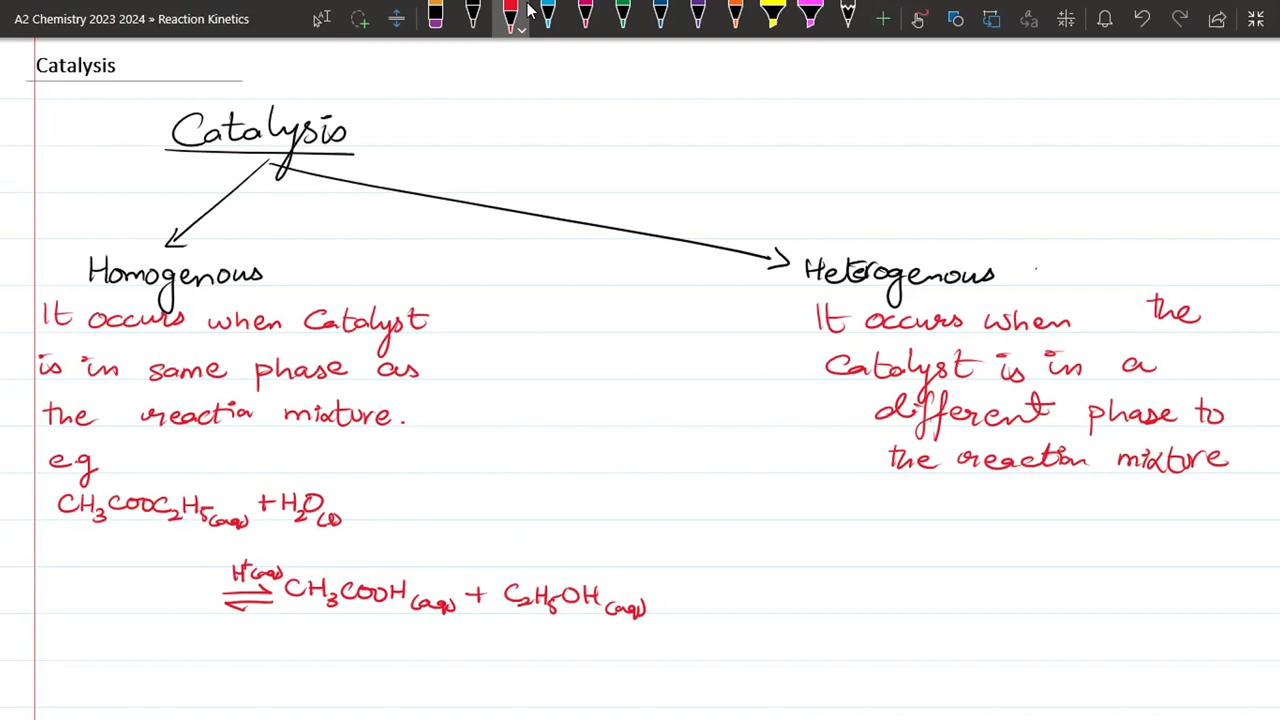 A2 Chemistry 2023 2024 » Reaction Kinetics
Catalysis
Catalysis
Homogenous
It occurs when Catalyst
is in same phase as
the reaction mixture.
eg
CH3COOC2H5(aq) + H2O(l)
H+(aq)
⇌ CH3COOH(aq) + C2H5OH(aq)
Heterogenous
It occurs when the
Catalyst is in a
different phase to
the reaction mixture